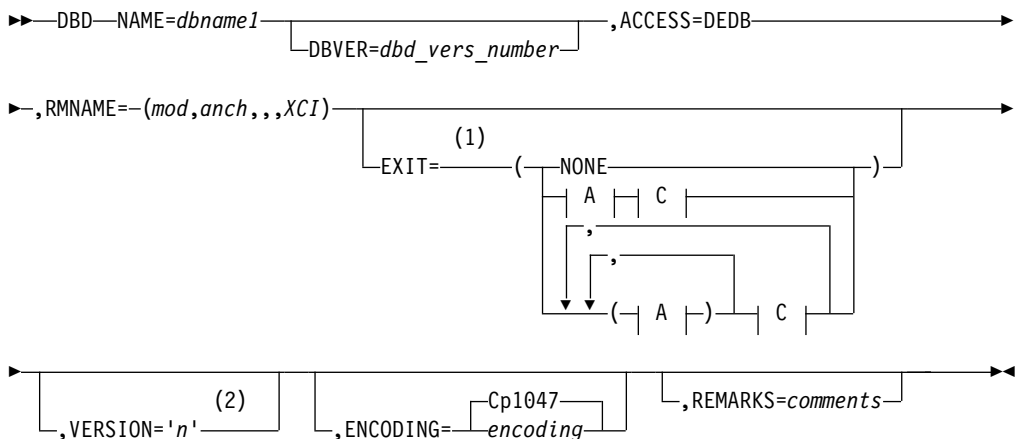 DBD NAME=dbname1 ,ACCESS=DEDB
DBVER=dbd_vers_number
,RMNAME= (mod,anch,,,XCI)
(1)
EXIT= ( NONE )
A C
,
,
( A ) C
(2) Cp1047 ,REMARKS=comments
,VERSION='n' ,ENCODING= encoding